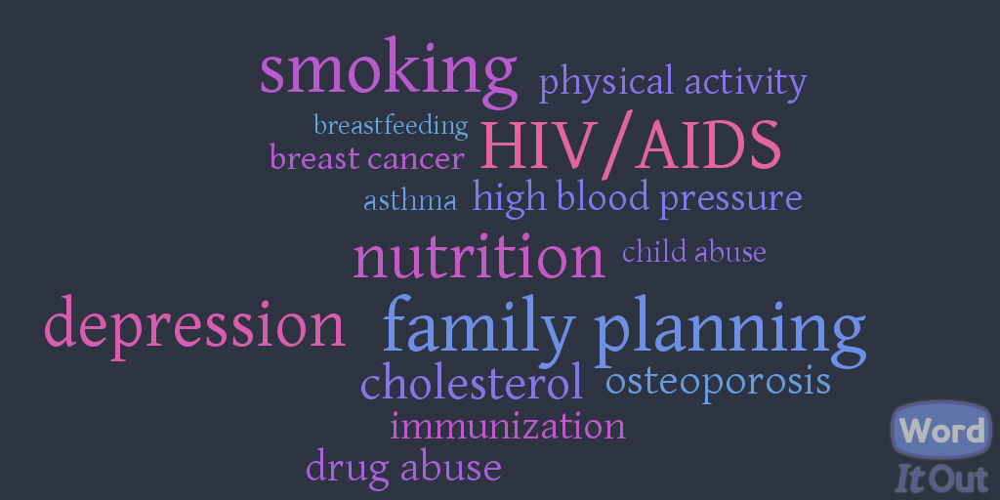 smoking physical activity
breastfeeding HIV/AIDS
breast cancer
asthma high blood pressure
nutrition child abuse
depression family planning
cholesterol osteoporosis
immunization
drug abuse
Word
It Out